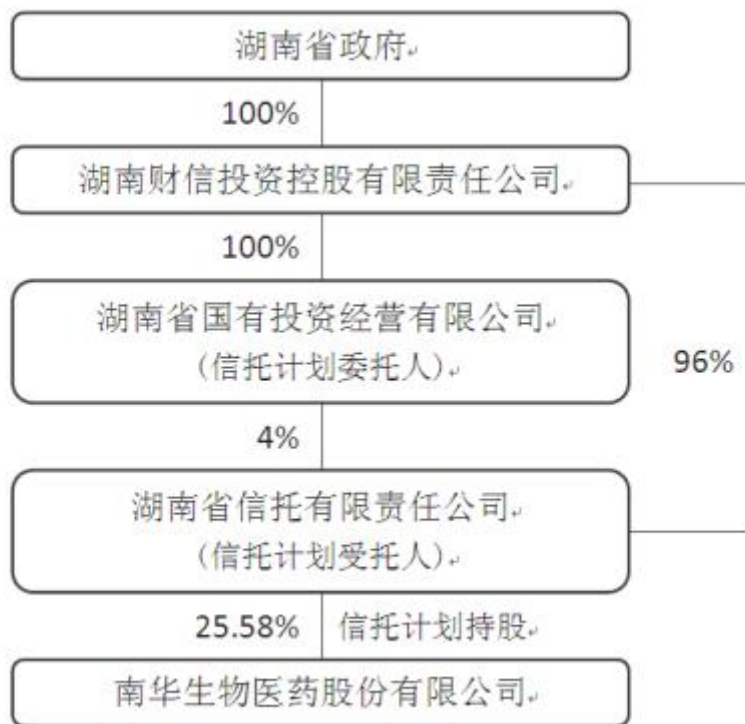 湖南省政府
100%
湖南财信投资控股有限责任公司
100%
湖南省国有投资经营有限公司
(信托计划委托人)
96%
4%
湖南省信托有限责任公司
(信托计划受托人)
25.58% 信托计划持股
南华生物医药股份有限公司